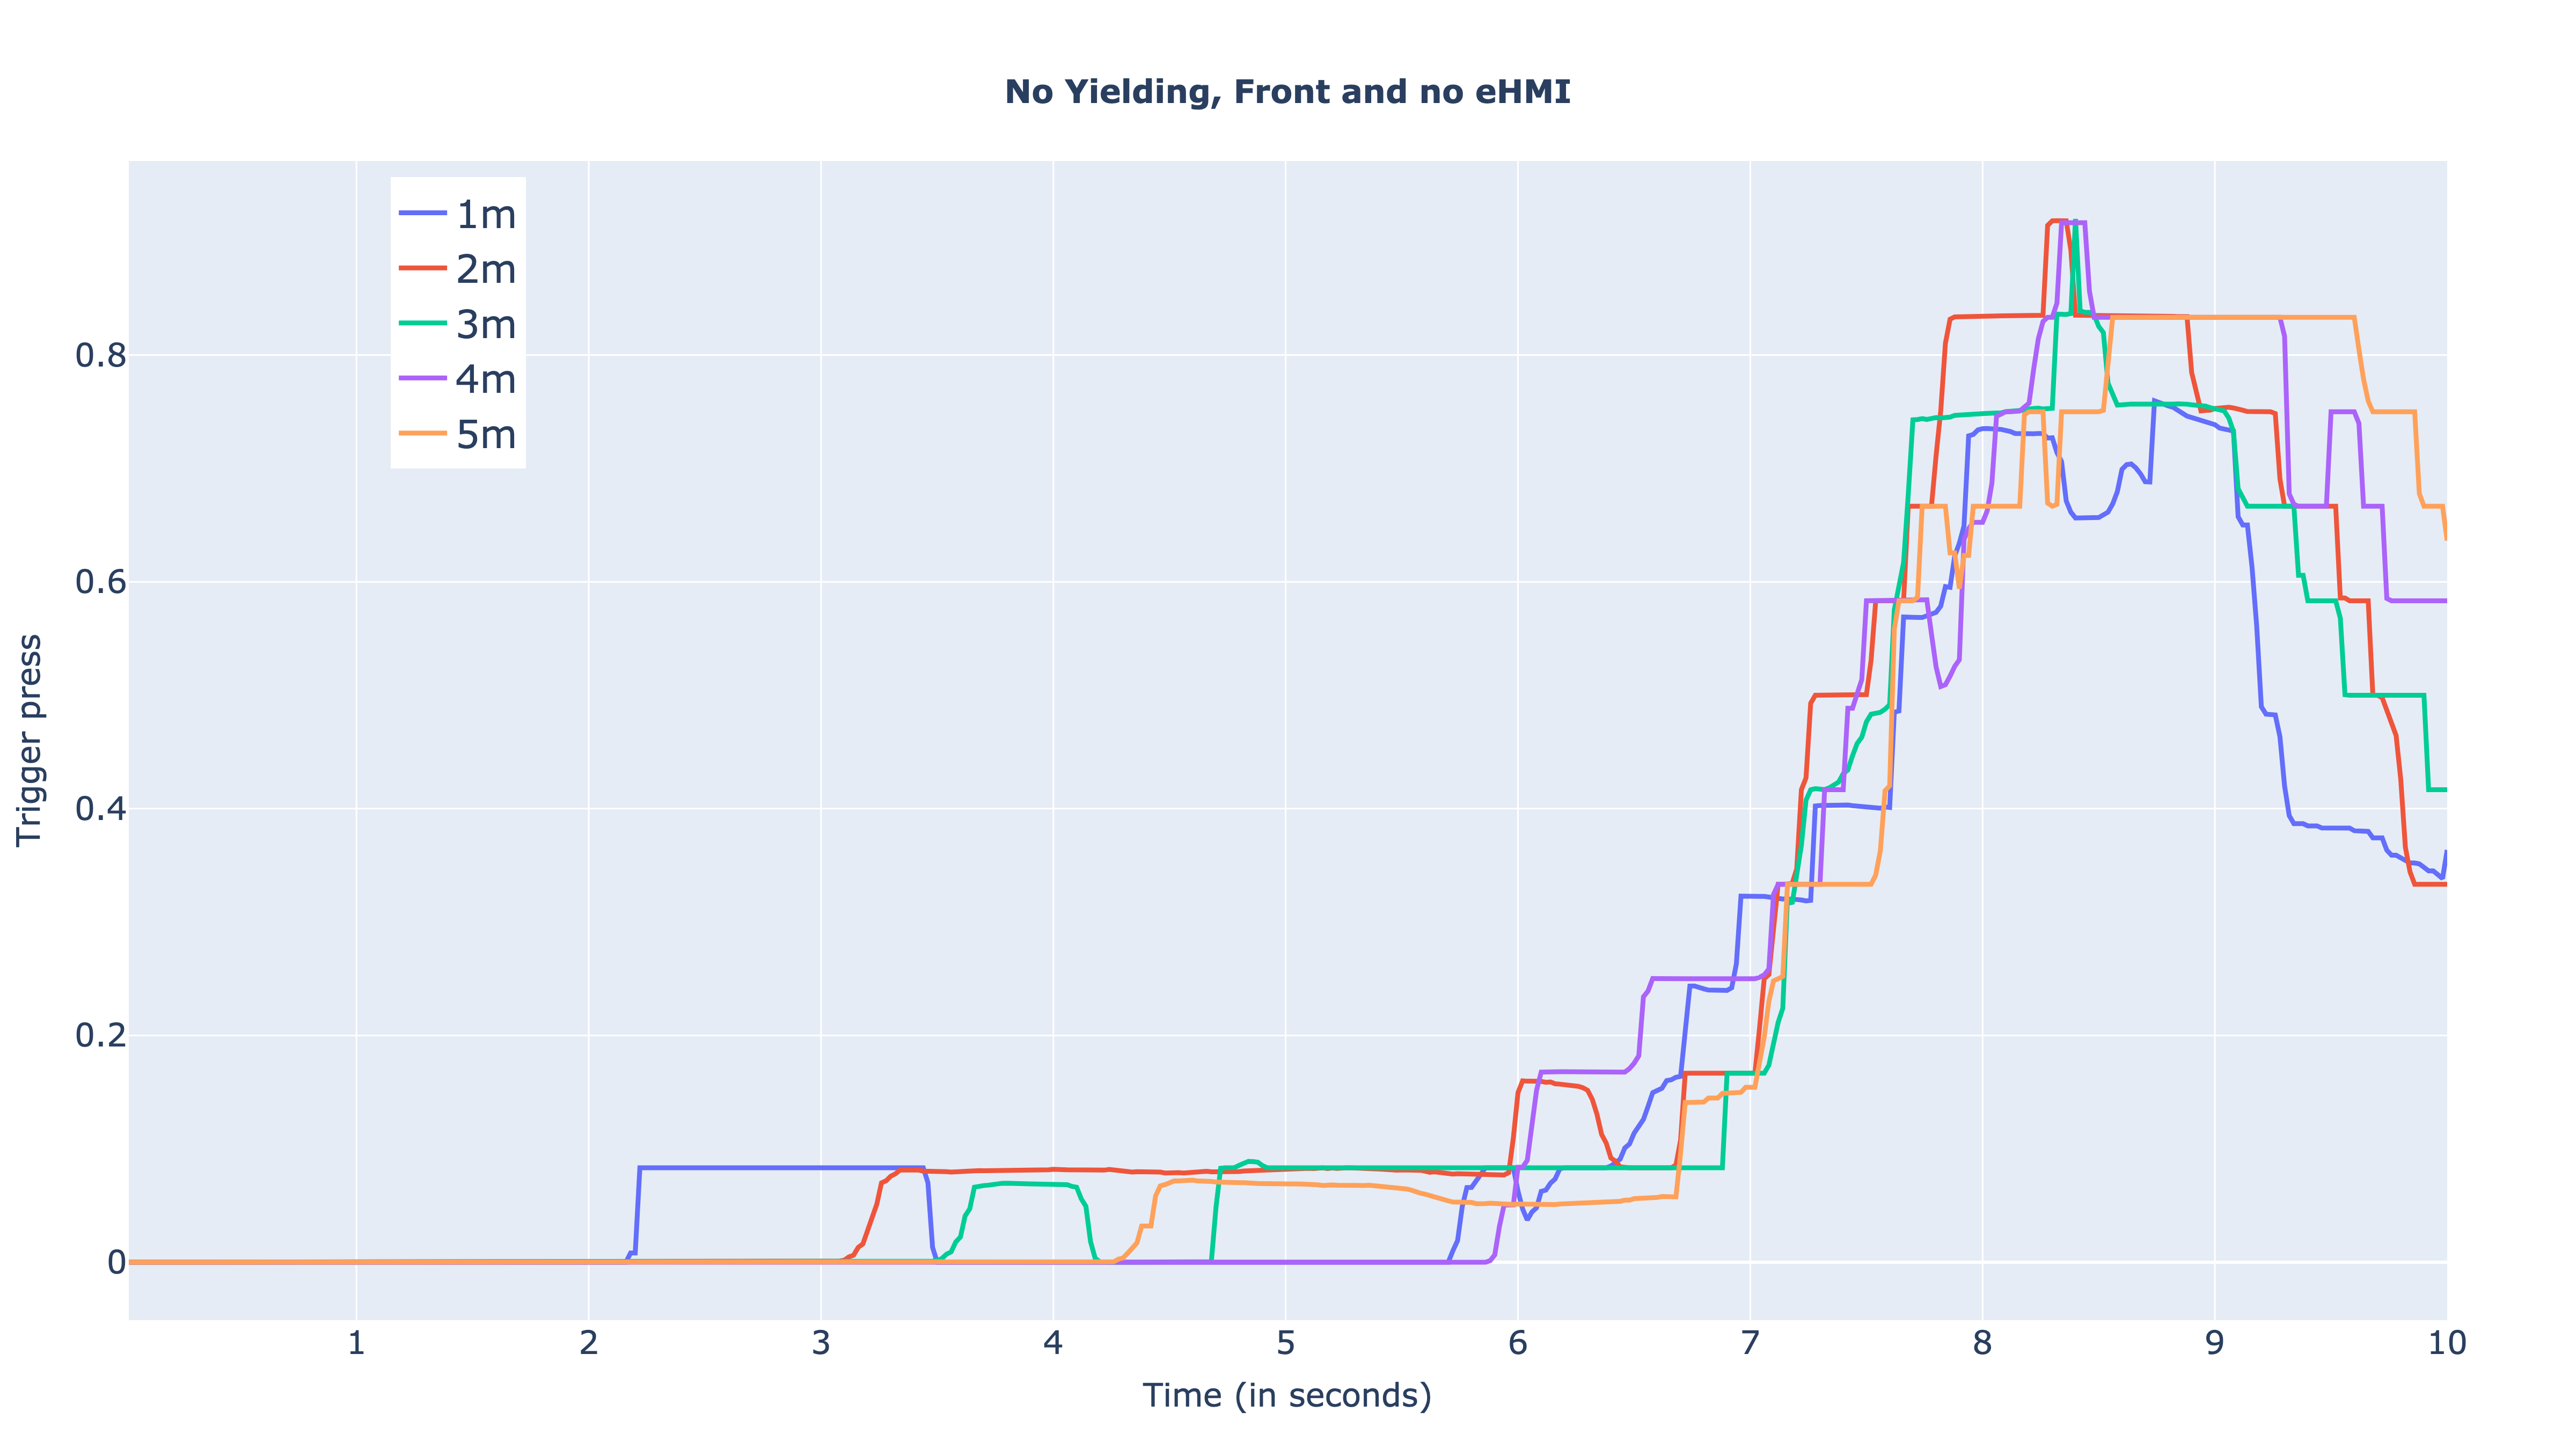 No Yielding, Front and no eHMI
1m
2m
3m
4m
5m
Trigger press
0.8
0.6
0.4
0.2
0
1 2 3 4 5 6 7 8 9 10
Time (in seconds)